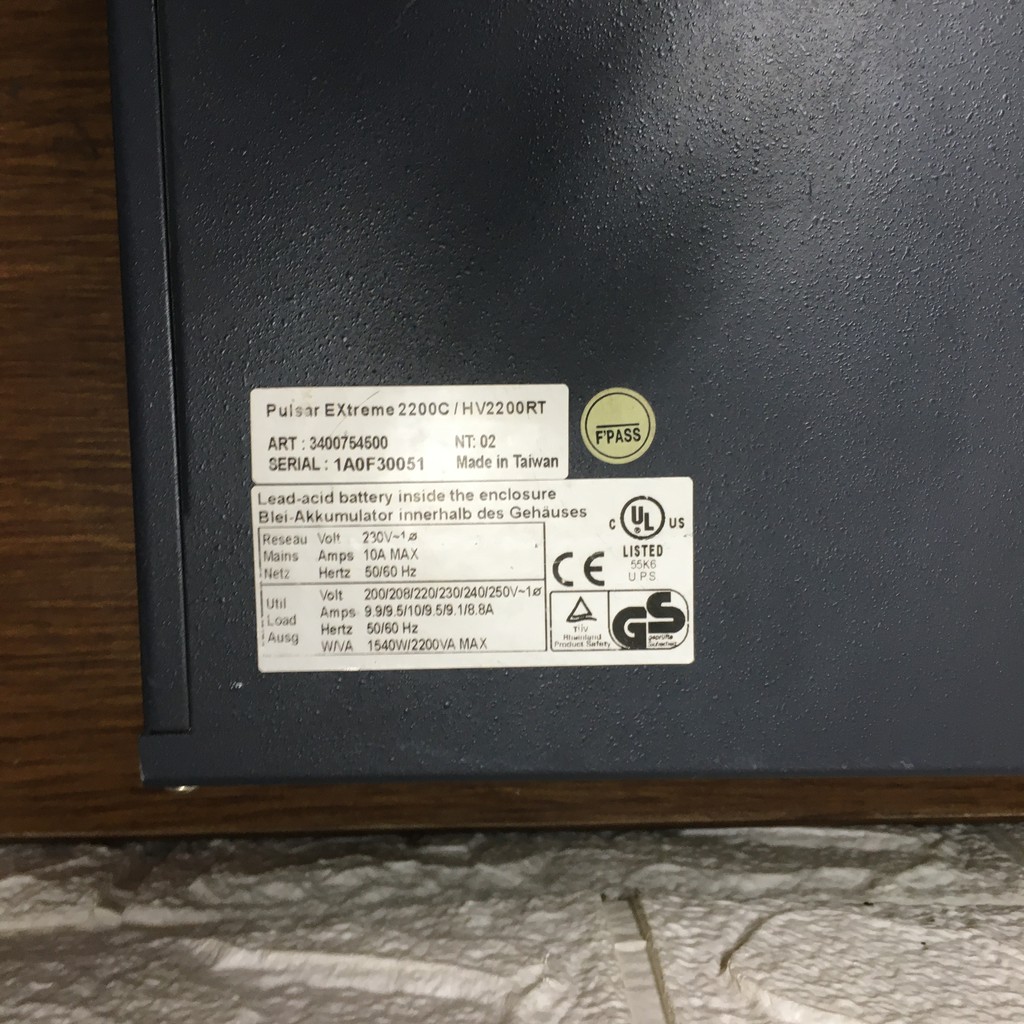 Pulsar EXtreme 2200C / HV2200RT
ART : 3400754500 NT: 02
SERIAL : 1A0F30051 Made in Taiwan
F'PASS
Lead-acid battery inside the enclosure
Blei-Akkumulator innerhalb des Gehäuses
Reseau Volt 230V~1ø
Mains Amps 10A MAX
Netz Hertz 50/60 Hz
Util Volt 200/208/220/230/240/250V~1ø
Load Amps 9.9/9.5/10/9.5/9.1/8.8A
Ausg Hertz 50/60 Hz
W/VA 1540W/2200VA MAX
C UL US
LISTED
55K6
U.P.S
CE
TÜV
Rheinland
Product Safety
GS
geprüfte
Sicherheit